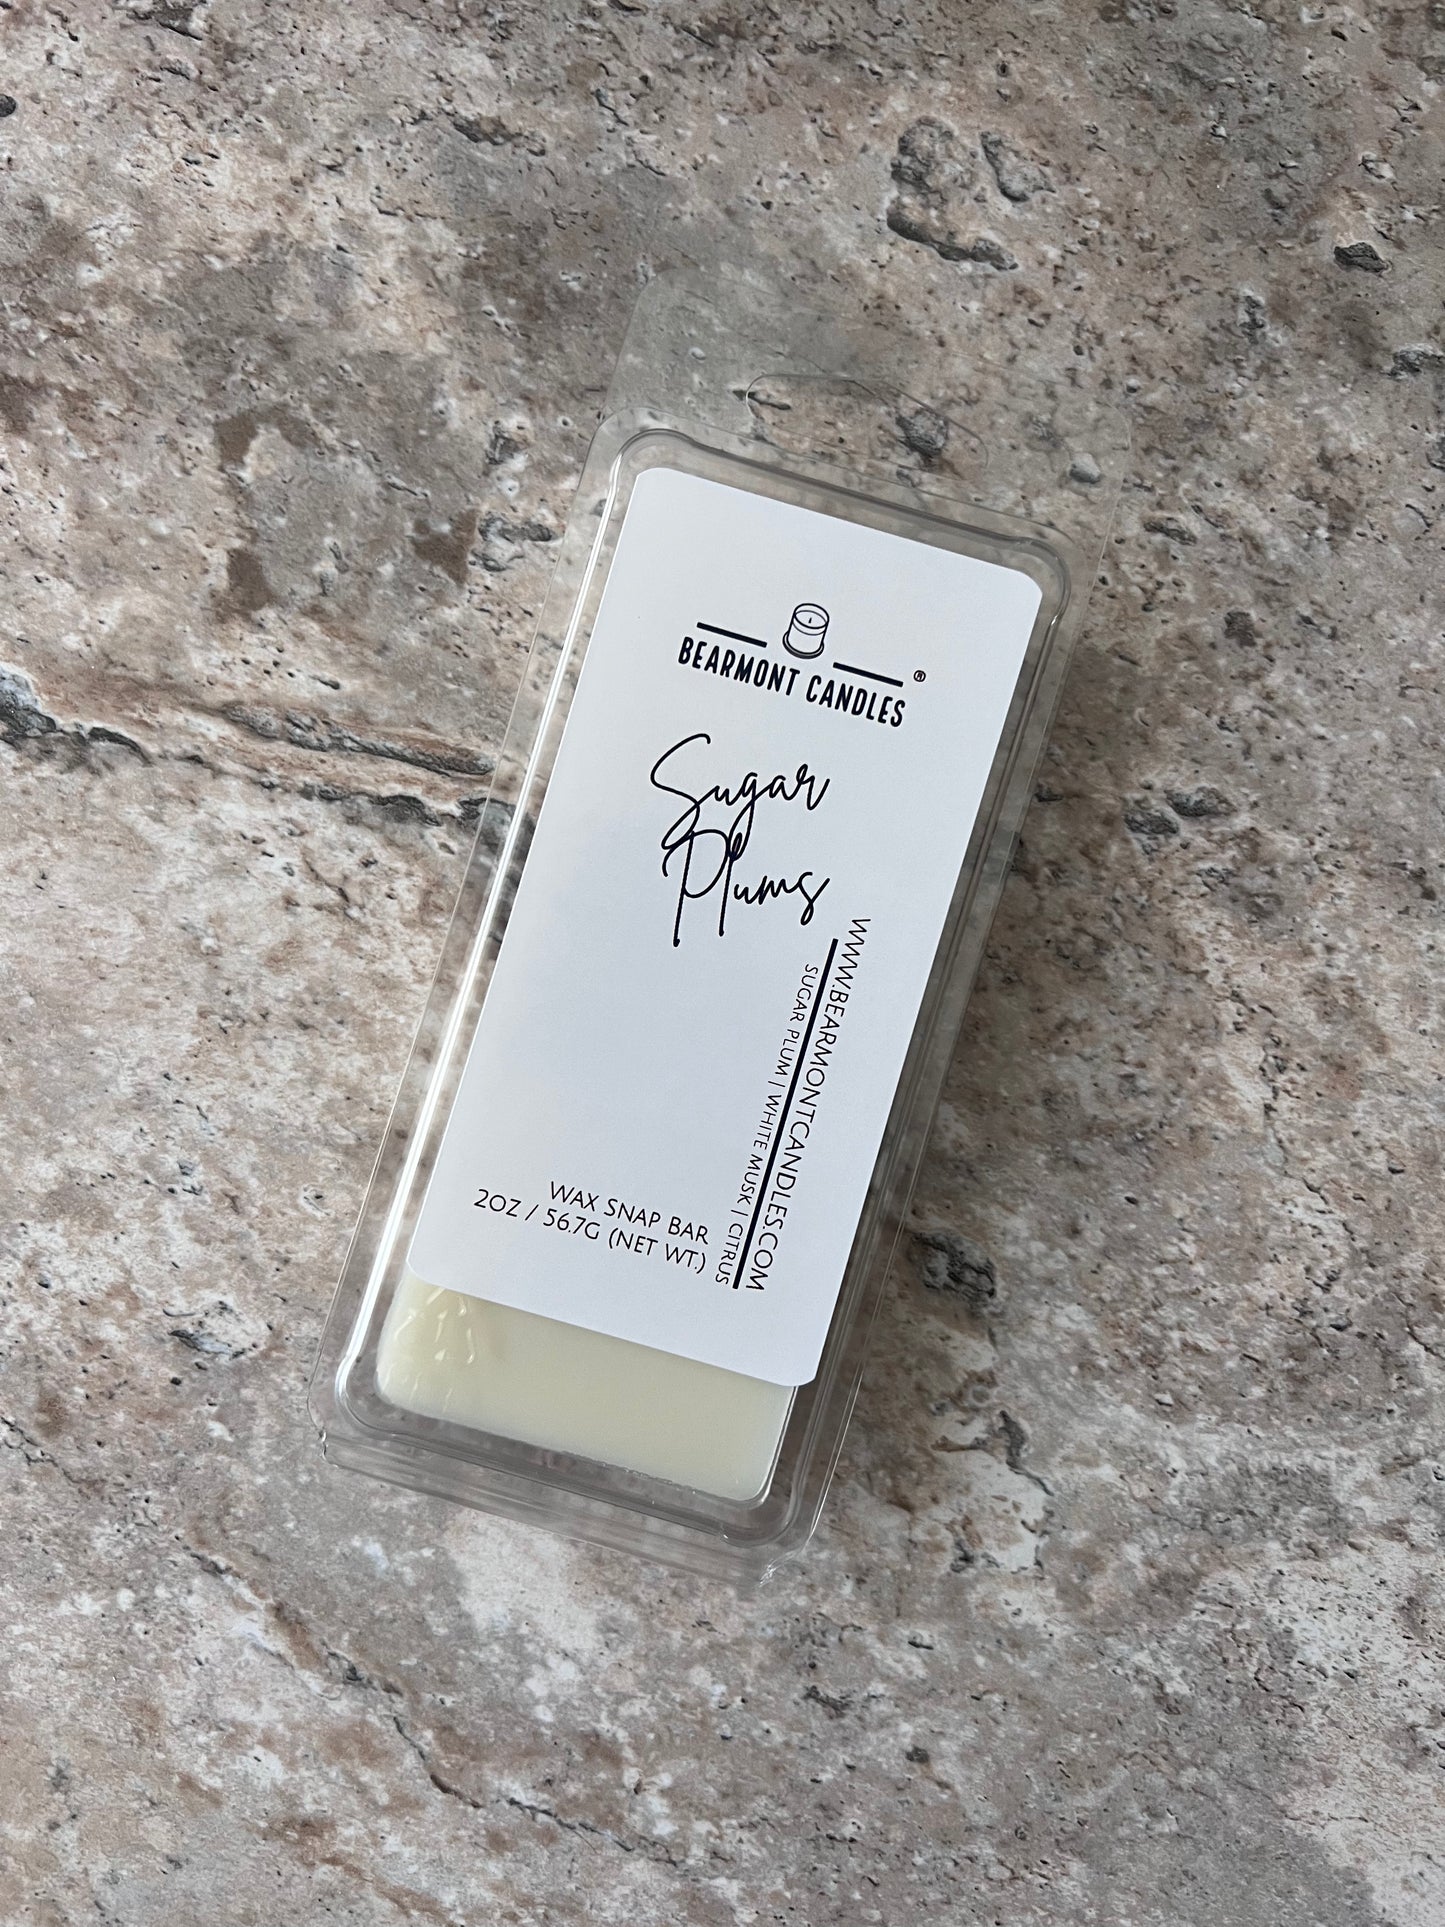 BEARMONT CANDLES ®
Sugar
Plums
WWW.BEARMONTCANDLES.COM
SUGAR PLUM | WHITE MUSK | CITRUS
WAX SNAP BAR
2OZ / 56.7G (NET WT.)